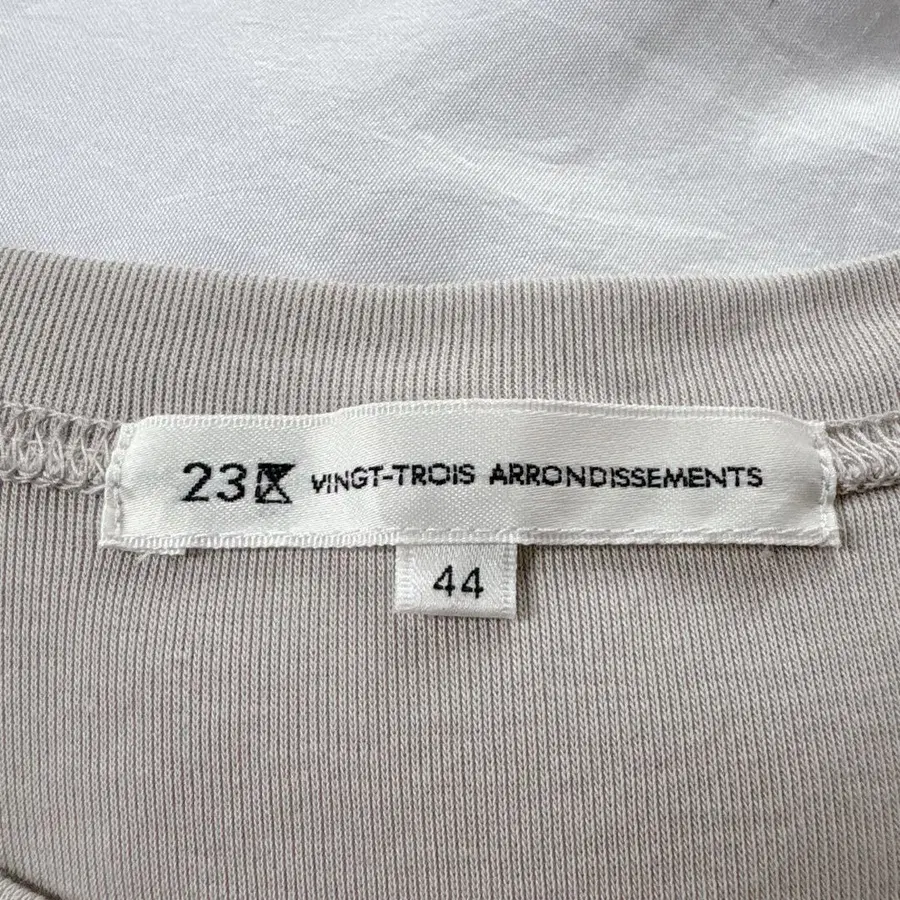 23区 VINGT-TROIS ARRONDISSEMENTS
44